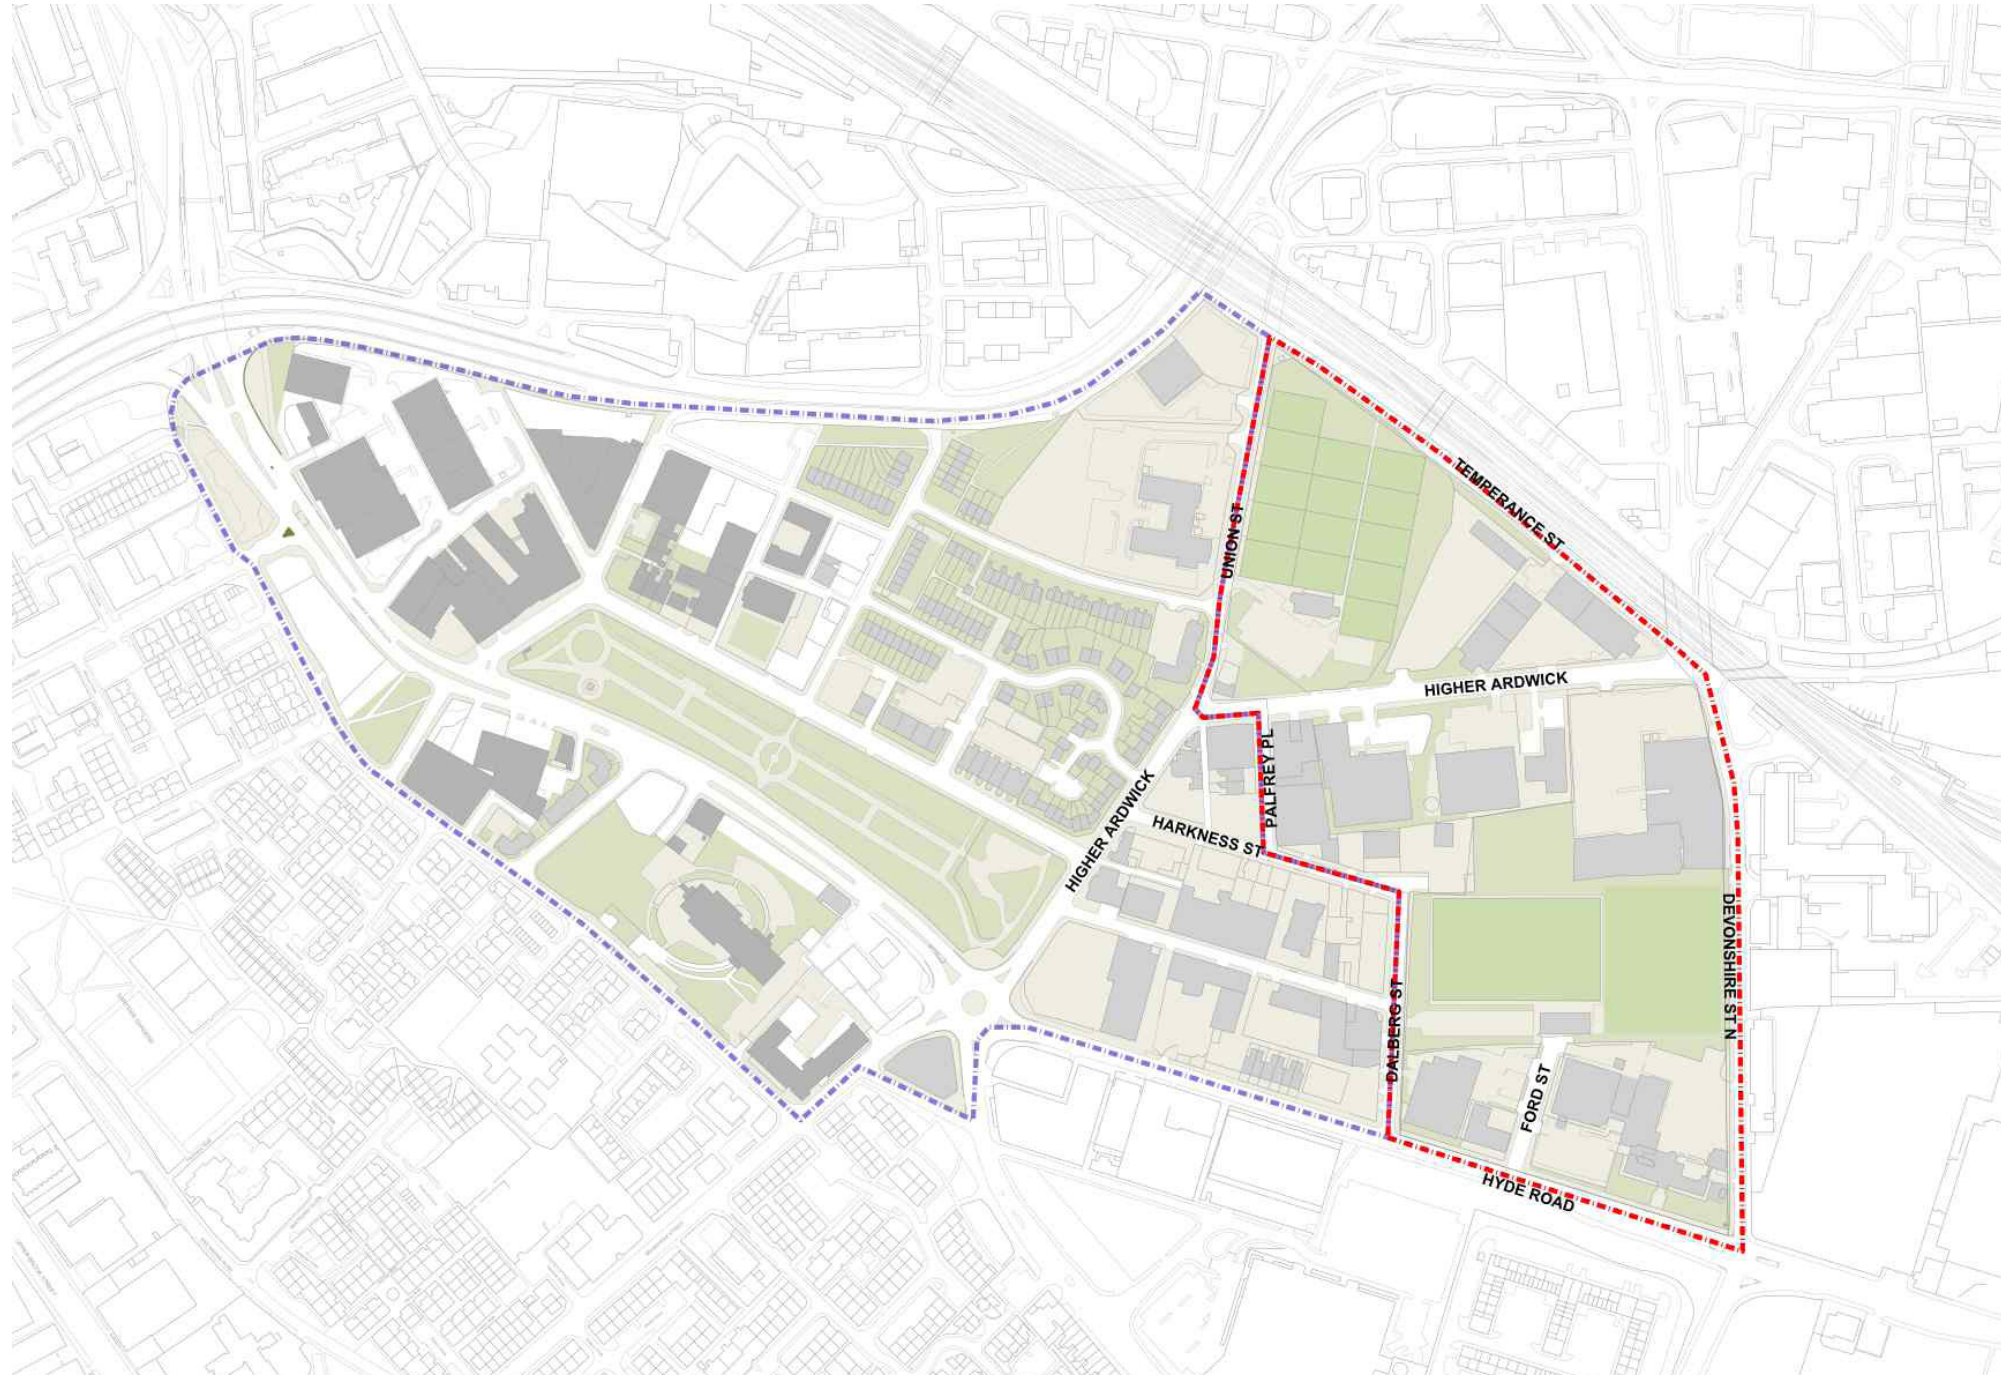 TEMPERANCE ST
UNION ST
HIGHER ARDWICK
PALFREY PL
HIGHER ARDWICK
HARKNESS ST
DEVONSHIRE ST N
DALBERG ST
FORD ST
HYDE ROAD